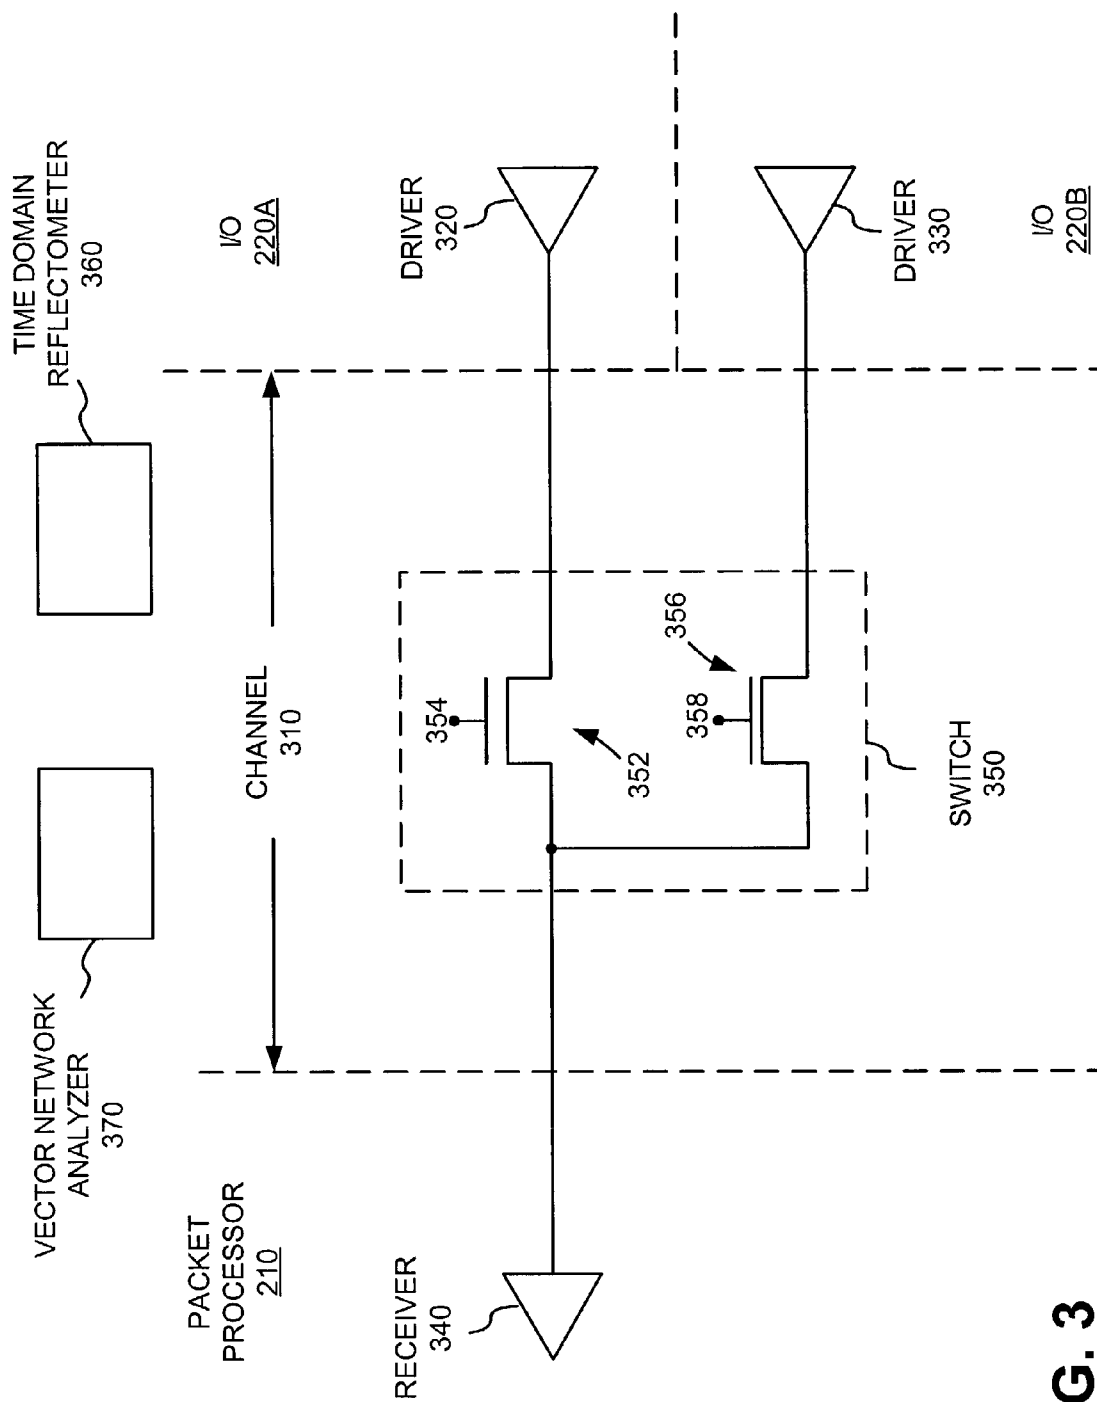 VECTOR NETWORK
ANALYZER
370
TIME DOMAIN
REFLECTOMETER
360
PACKET
PROCESSOR
210
CHANNEL
310
I/O
220A
RECEIVER
340
354
352
DRIVER
320
356
358
DRIVER
330
SWITCH
350
I/O
220B
G. 3